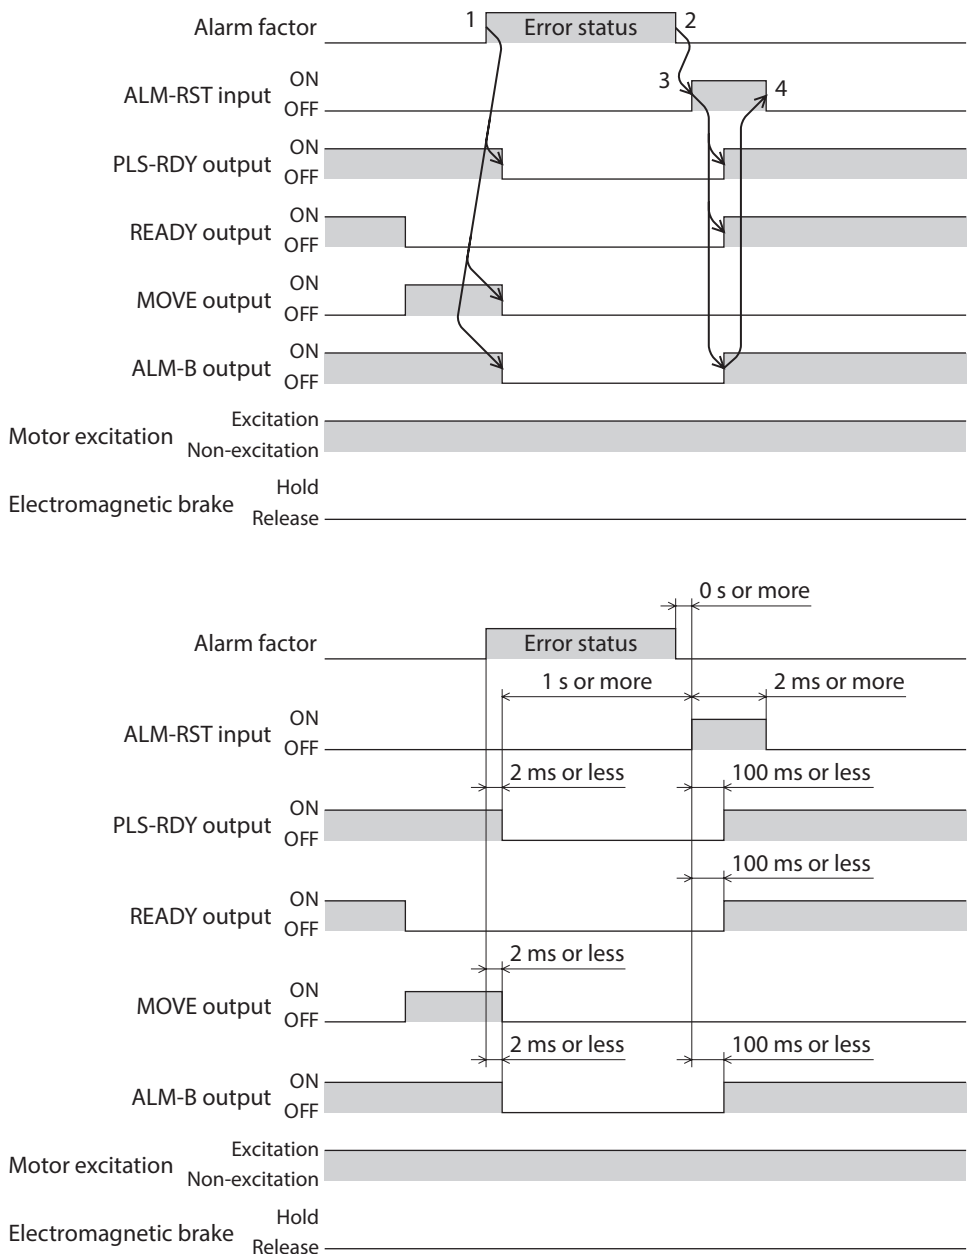 Alarm factor 1 Error status 2
ALM-RST input ON OFF 3 4
PLS-RDY output ON OFF
READY output ON OFF
MOVE output ON OFF
ALM-B output ON OFF
Motor excitation Excitation Non-excitation
Electromagnetic brake Hold Release
0 s or more
Alarm factor Error status
1 s or more 2 ms or more
ALM-RST input ON OFF
2 ms or less 100 ms or less
PLS-RDY output ON OFF
100 ms or less
READY output ON OFF
2 ms or less
MOVE output ON OFF
2 ms or less 100 ms or less
ALM-B output ON OFF
Motor excitation Excitation Non-excitation
Electromagnetic brake Hold Release